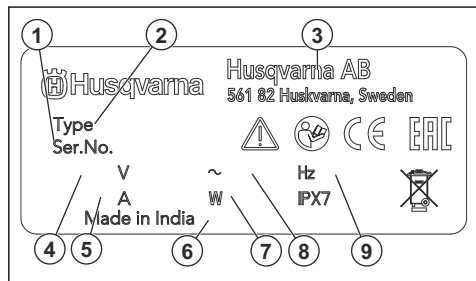 1 2 3
Husqvarna
Husqvarna AB
561 82 Huskvarna, Sweden
Type
Ser.No.
CE EAC
V ~ Hz
A W IPX7
Made in India
4 5 6 7 8 9